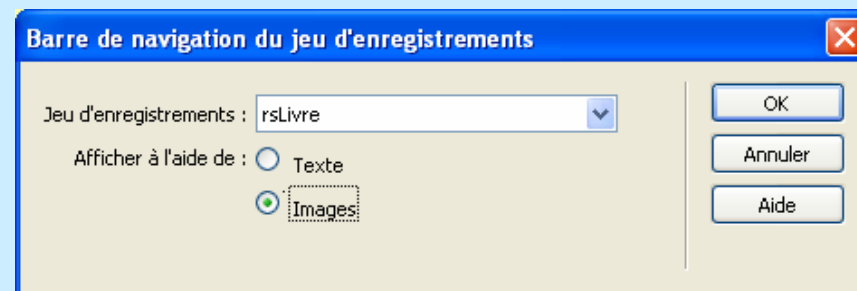 Barre de navigation du jeu d'enregistrements
Jeu d'enregistrements : rsLivre
Afficher à l'aide de : Texte
Images
OK
Annuler
Aide